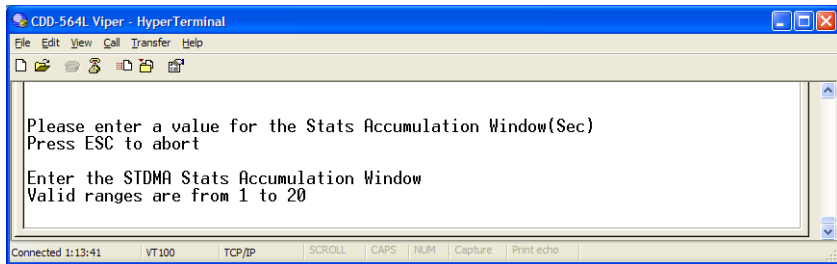 CDD-564L Viper - HyperTerminal
File Edit View Call Transfer Help
Please enter a value for the Stats Accumulation Window(Sec)
Press ESC to abort
Enter the STDMA Stats Accumulation Window
Valid ranges are from 1 to 20
Connected 1:13:41 VT100 TCP/IP SCROLL CAPS NUM Capture Print echo